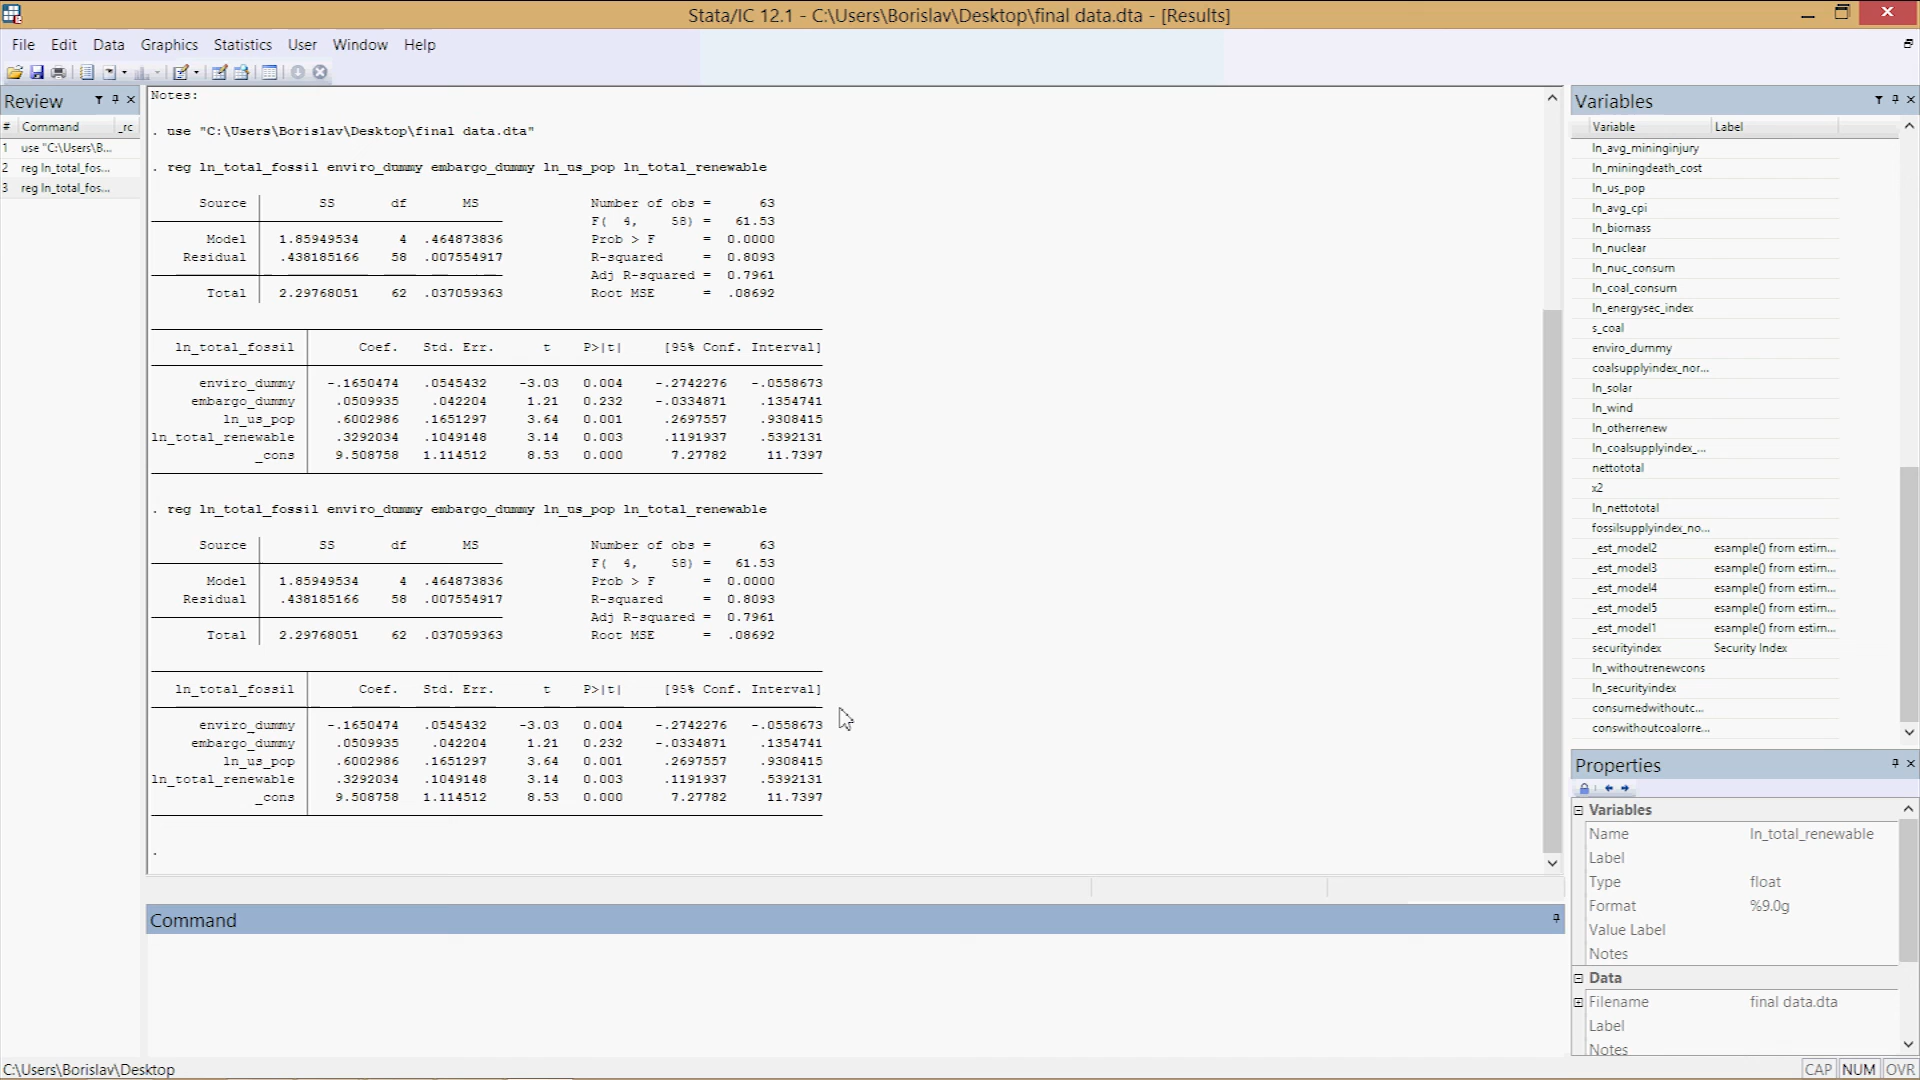 Stata/IC 12.1 - C:\Users\Borislav\Desktop\final data.dta - [Results]
File Edit Data Graphics Statistics User Window Help
Review
# Command _rc
1 use "C:\Users\B...
2 reg ln_total_fos...
3 reg ln_total_fos...
Notes:
. use "C:\Users\Borislav\Desktop\final data.dta"
. reg ln_total_fossil enviro_dummy embargo_dummy ln_us_pop ln_total_renewable
Source SS df MS Number of obs = 63
F( 4, 58) = 61.53
Model 1.85949534 4 .464873836 Prob > F = 0.0000
Residual .438185166 58 .007554917 R-squared = 0.8093
Adj R-squared = 0.7961
Total 2.29768051 62 .037059363 Root MSE = .08692
ln_total_fossil Coef. Std. Err. t P>|t| [95% Conf. Interval]
enviro_dummy -.1650474 .0545432 -3.03 0.004 -.2742276 -.0558673
embargo_dummy .0509935 .042204 1.21 0.232 -.0334871 .1354741
ln_us_pop .6002986 .1651297 3.64 0.001 .2697557 .9308415
ln_total_renewable .3292034 .1049148 3.14 0.003 .1191937 .5392131
_cons 9.508758 1.114512 8.53 0.000 7.27782 11.7397
. reg ln_total_fossil enviro_dummy embargo_dummy ln_us_pop ln_total_renewable
Source SS df MS Number of obs = 63
F( 4, 58) = 61.53
Model 1.85949534 4 .464873836 Prob > F = 0.0000
Residual .438185166 58 .007554917 R-squared = 0.8093
Adj R-squared = 0.7961
Total 2.29768051 62 .037059363 Root MSE = .08692
ln_total_fossil Coef. Std. Err. t P>|t| [95% Conf. Interval]
enviro_dummy -.1650474 .0545432 -3.03 0.004 -.2742276 -.0558673
embargo_dummy .0509935 .042204 1.21 0.232 -.0334871 .1354741
ln_us_pop .6002986 .1651297 3.64 0.001 .2697557 .9308415
ln_total_renewable .3292034 .1049148 3.14 0.003 .1191937 .5392131
_cons 9.508758 1.114512 8.53 0.000 7.27782 11.7397
.
Command
Variables
Variable Label
ln_avg_mininginjury
ln_miningdeath_cost
ln_us_pop
ln_avg_cpi
ln_biomass
ln_nuclear
ln_nuc_consum
ln_coal_consum
ln_energysec_index
s_coal
enviro_dummy
coalsupplyindex_nor...
ln_solar
ln_wind
ln_otherrenew
ln_coalsupplyindex_...
nettototal
x2
ln_nettototal
fossilsupplyindex_no...
_est_model2 esample() from estim...
_est_model3 esample() from estim...
_est_model4 esample() from estim...
_est_model5 esample() from estim...
_est_model1 esample() from estim...
securityindex Security Index
ln_withoutrenewcons
ln_securityindex
consumedwithoutc...
conswithoutcoalorre...
Properties
Variables
Name ln_total_renewable
Label
Type float
Format %9.0g
Value Label
Notes
Data
Filename final data.dta
Label
Notes
C:\Users\Borislav\Desktop
CAP NUM OVR